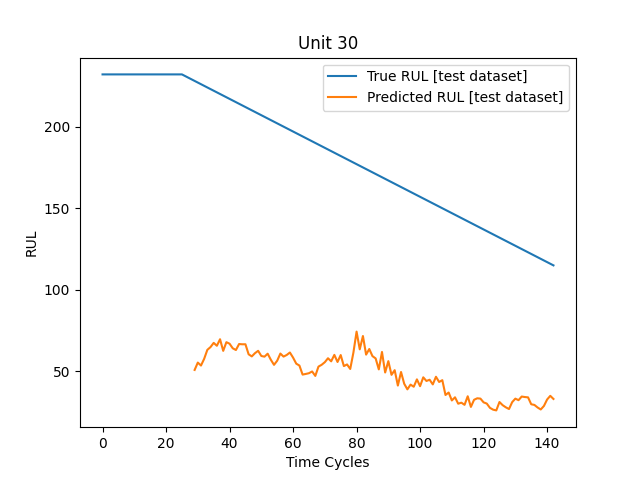 Unit 30
True RUL [test dataset]
Predicted RUL [test dataset]
200
150
100
50
RUL
0 20 40 60 80 100 120 140
Time Cycles